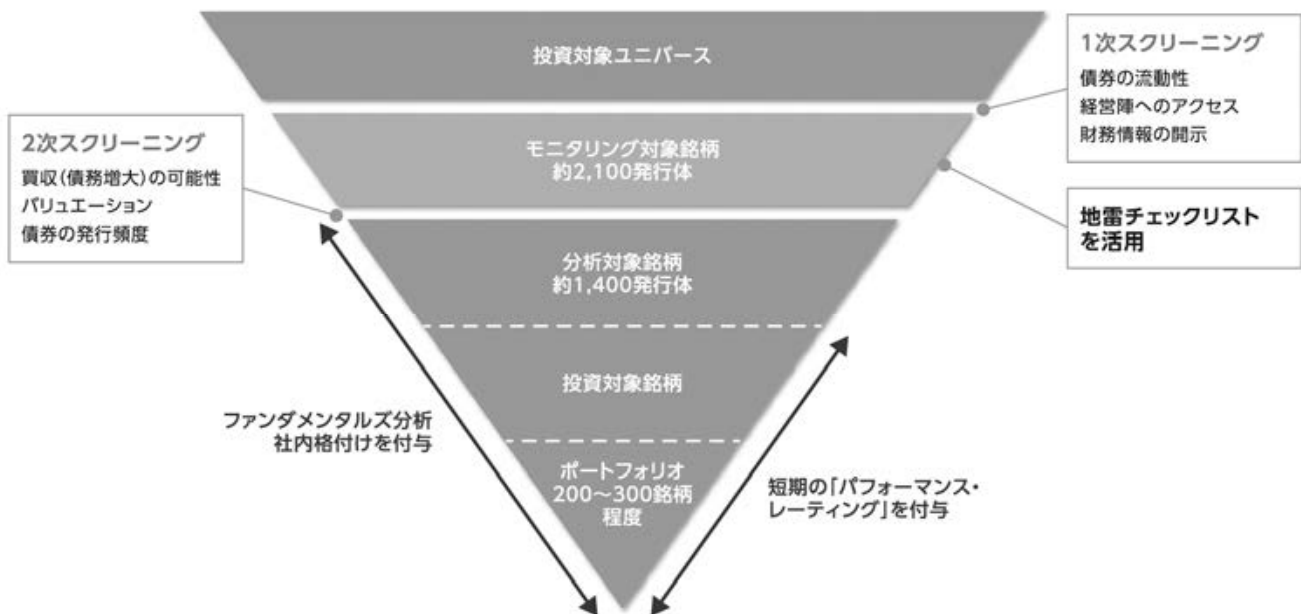 投資対象ユニバース
1次スクリーニング
債券の流動性
経営陣へのアクセス
財務情報の開示
2次スクリーニング
買収(債務増大)の可能性
バリュエーション
債券の発行頻度
モニタリング対象銘柄
約2,100発行体
地雷チェックリスト
を活用
分析対象銘柄
約1,400発行体
投資対象銘柄
ファンダメンタルズ分析
社内格付けを付与
ポートフォリオ
200～300銘柄
程度
短期の「パフォーマンス・
レーティング」を付与